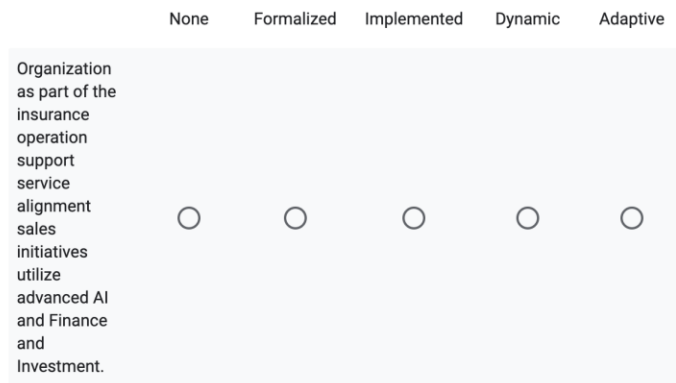 None Formalized Implemented Dynamic Adaptive
Organization
as part of the
insurance
operation
support
service
alignment
sales
initiatives
utilize
advanced AI
and Finance
and
Investment.